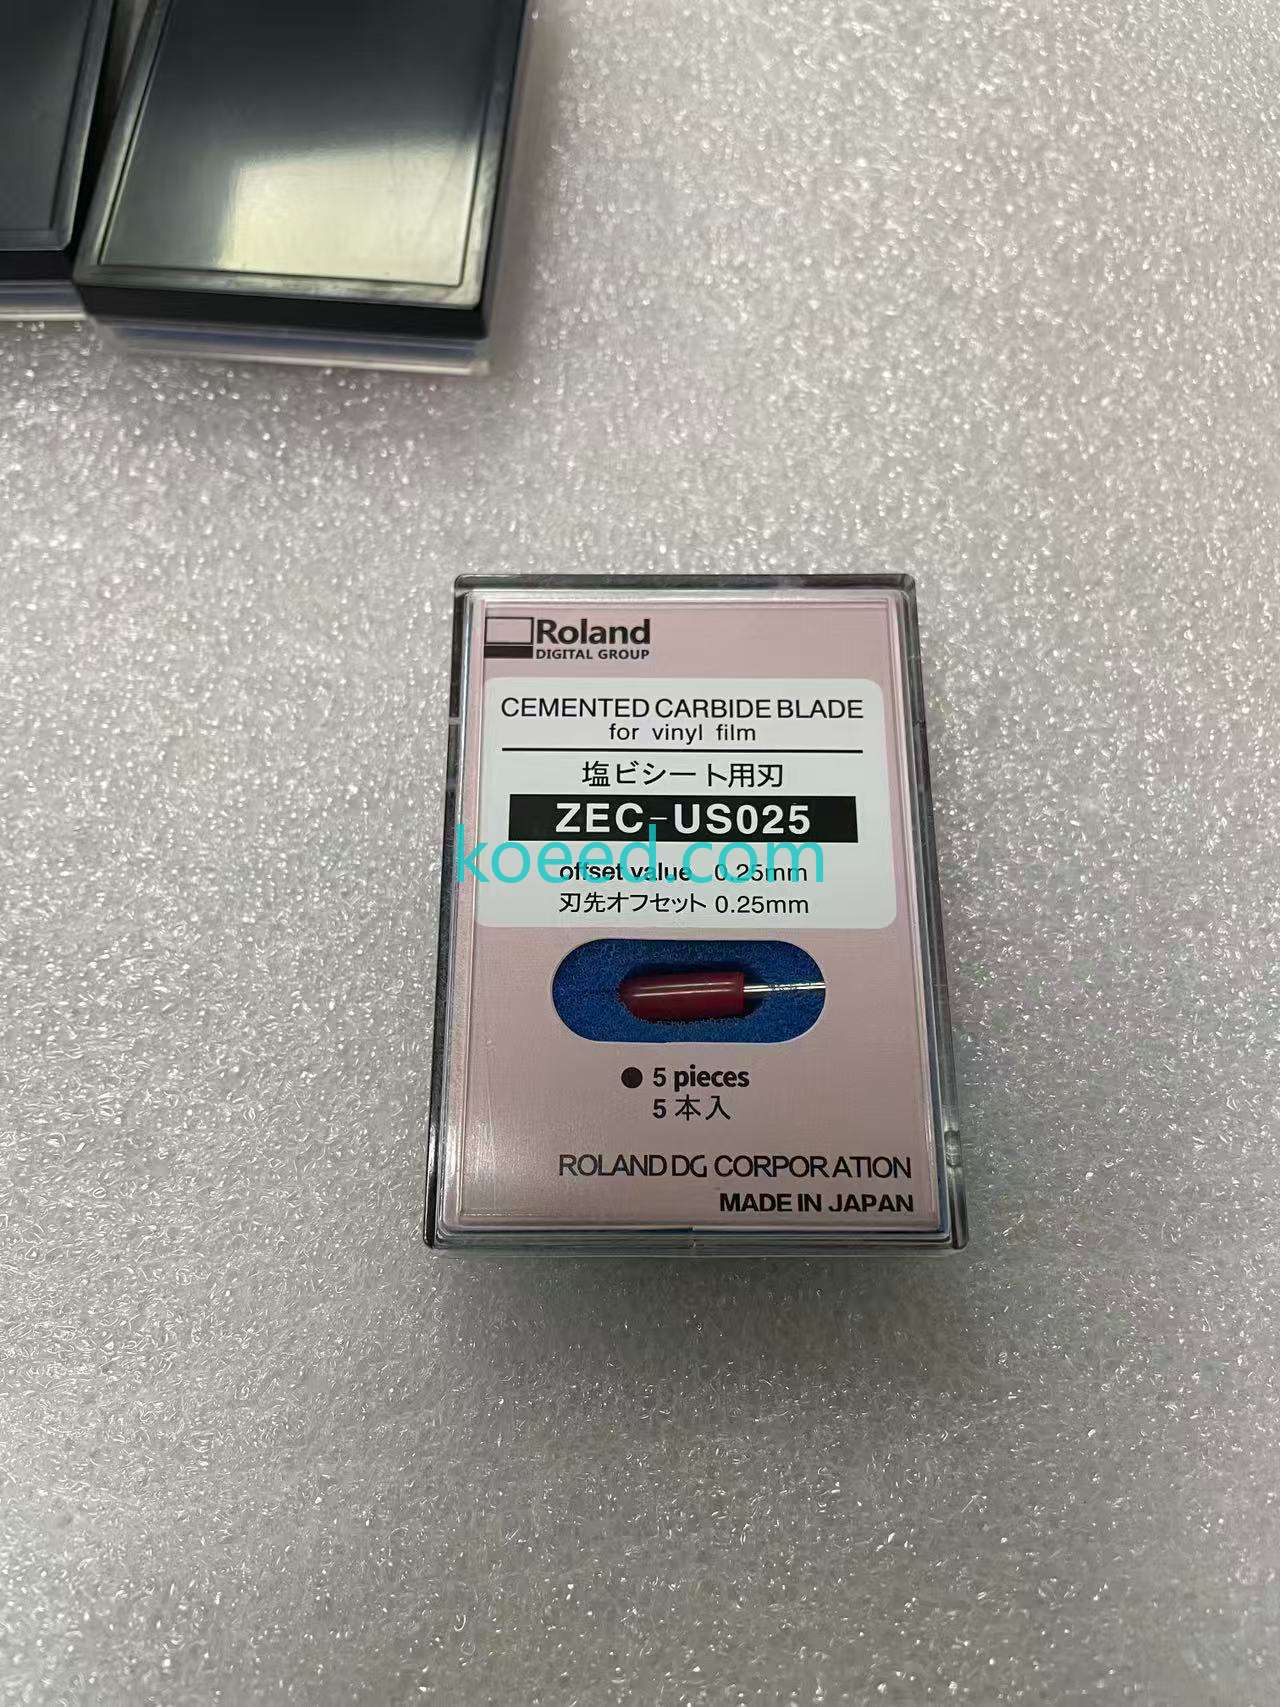 Roland
DIGITAL GROUP
CEMENTED CARBIDE BLADE
for vinyl film
塩ビシート用刃
ZEC-US025
koeed.com
offset value 0.25mm
刃先オフセット 0.25mm
● 5 pieces
5 本入
ROLAND DG CORPORATION
MADE IN JAPAN